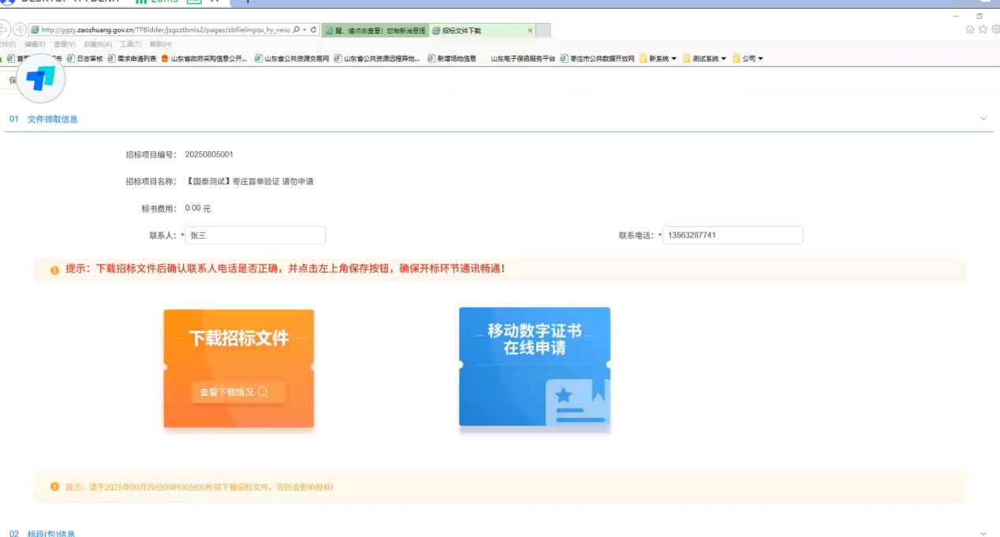 20ms
http://ggzy.zaozhuang.gov.cn/TPBidder/jsgcztbmis2/pages/zbfilelingqu_hy_new
醒，请点击查看！您有新消息提
招标文件下载
编辑(E) 查看(V) 收藏夹(A) 工具(T) 帮助(H)
日志审核 需求申请列表 山东省政府采购信息公开... 山东省公共资源交易网 山东省公共资源远程异地... 新增场地信息 山东电子保函服务平台 枣庄市公共数据开放网 新系统 测试系统 公司
01 文件领取信息
招标项目编号： 20250805001
招标项目名称： 【国泰测试】枣庄首单验证 请勿申请
标书费用： 0.00 元
联系人：* 张三 联系电话：* 13563287741
提示：下载招标文件后确认联系人电话是否正确，并点击左上角保存按钮，确保开标环节通讯畅通！
下载招标文件
查看下载情况
移动数字证书
在线申请
提示：请于2025年09月29日09时00分00秒前下载招标文件，否则会影响投标!
02 标段(包)信息